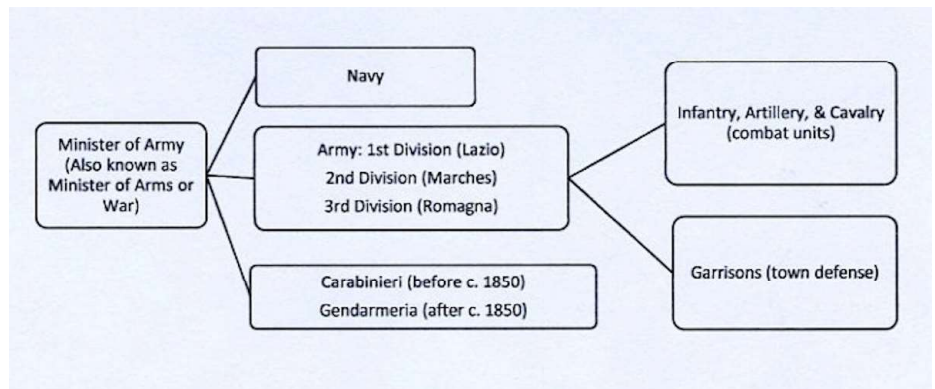 Navy
Minister of Army
(Also known as
Minister of Arms or
War)
Army: 1st Division (Lazio)
2nd Division (Marches)
3rd Division (Romagna)
Carabinieri (before c. 1850)
Gendarmeria (after c. 1850)
Infantry, Artillery, & Cavalry
(combat units)
Garrisons (town defense)